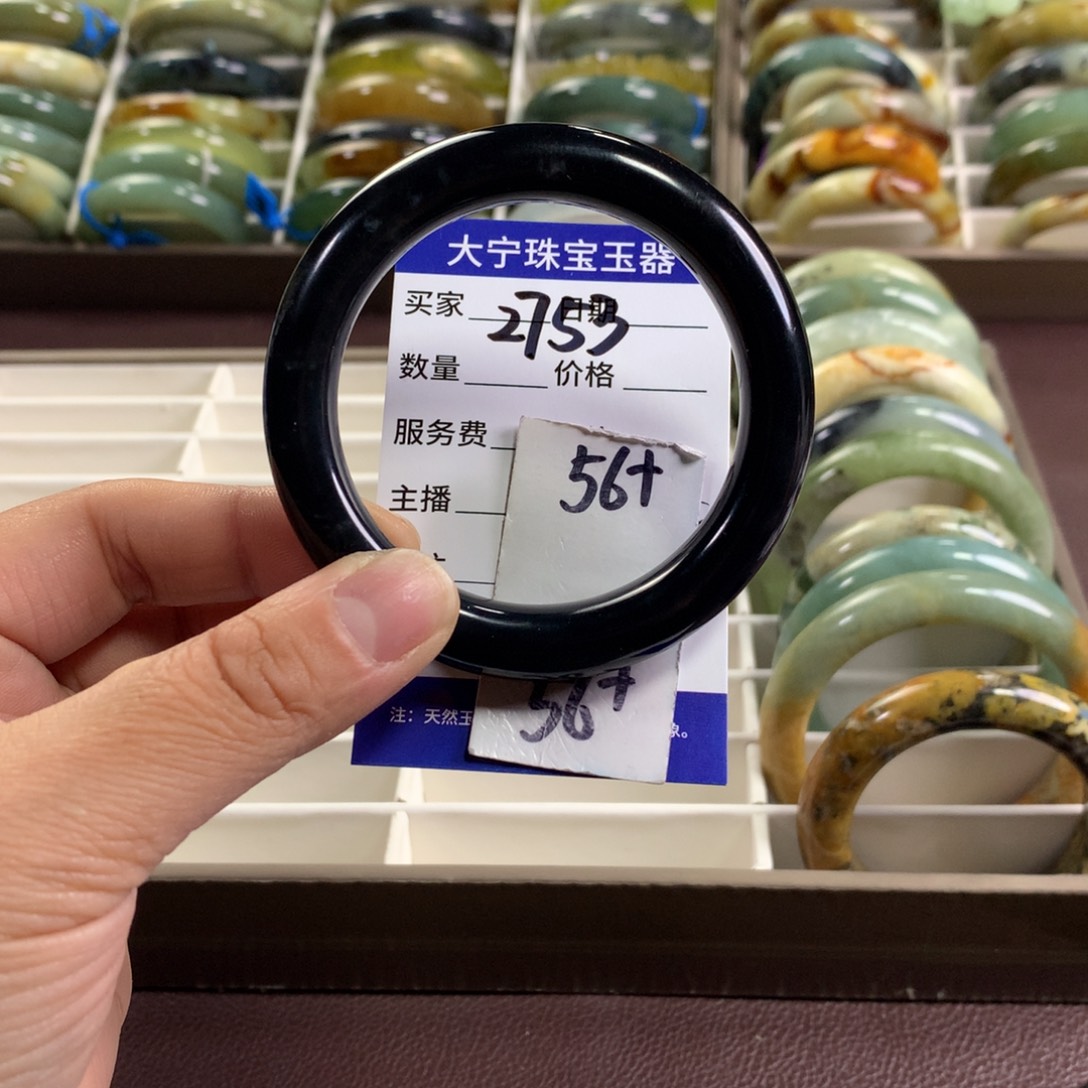 大宁珠宝玉器
买家 日期
2753
数量 价格
服务费
56+
主播
56+
注：天然玉